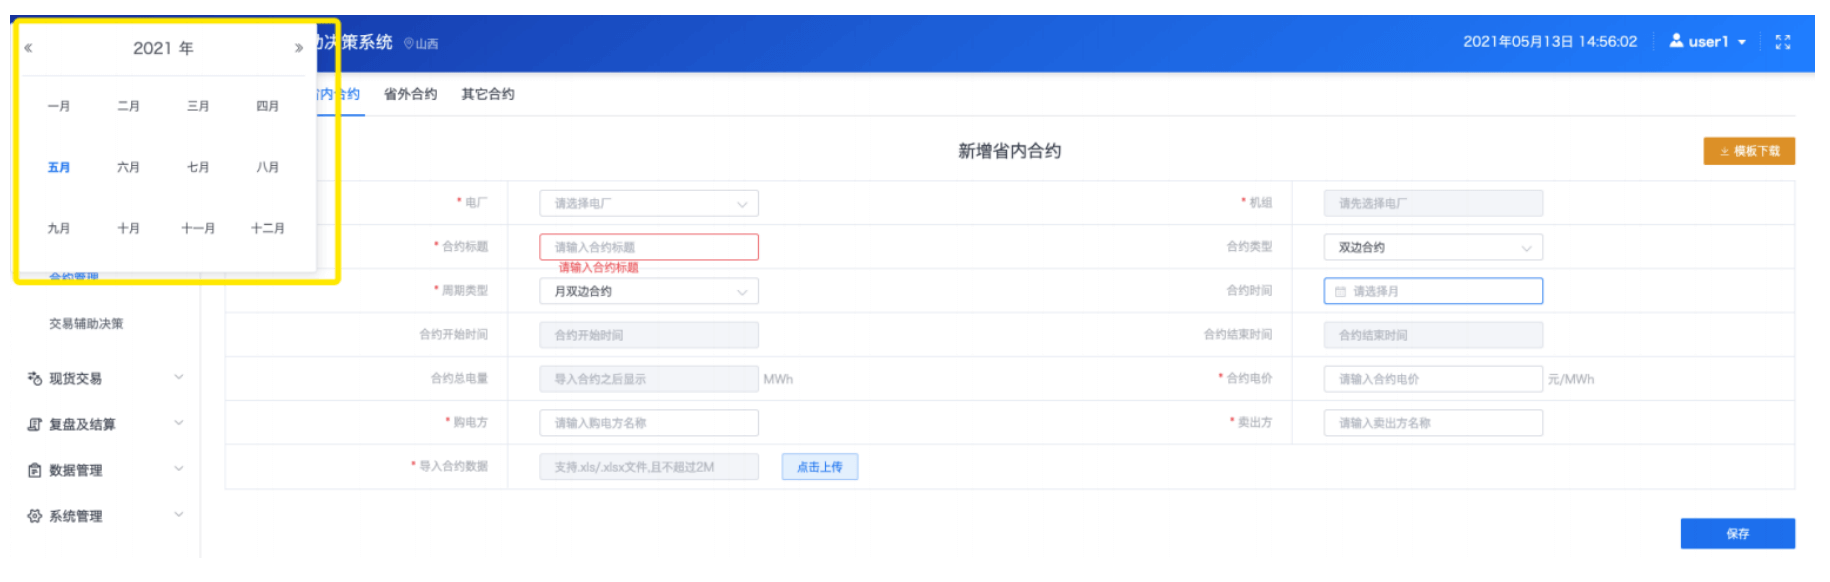 2021 年
一月 二月 三月 四月
五月 六月 七月 八月
九月 十月 十一月 十二月
决策系统 山西
2021年05月13日 14:56:02 user1
内合约 省外合约 其它合约
新增省内合约
模板下载
* 电厂 请选择电厂 * 机组 请先选择电厂
* 合约标题 请输入合约标题 合约类型 双边合约
请输入合约标题
* 周期类型 月双边合约 合约时间 请选择月
合约开始时间 合约开始时间 合约结束时间 合约结束时间
合约总电量 导入合约之后显示 MWh * 合约电价 请输入合约电价 元/MWh
* 购电方 请输入购电方名称 * 卖出方 请输入卖出方名称
* 导入合约数据 支持.xls/.xlsx文件,且不超过2M 点击上传
保存
合约管理
交易辅助决策
现货交易
复盘及结算
数据管理
系统管理